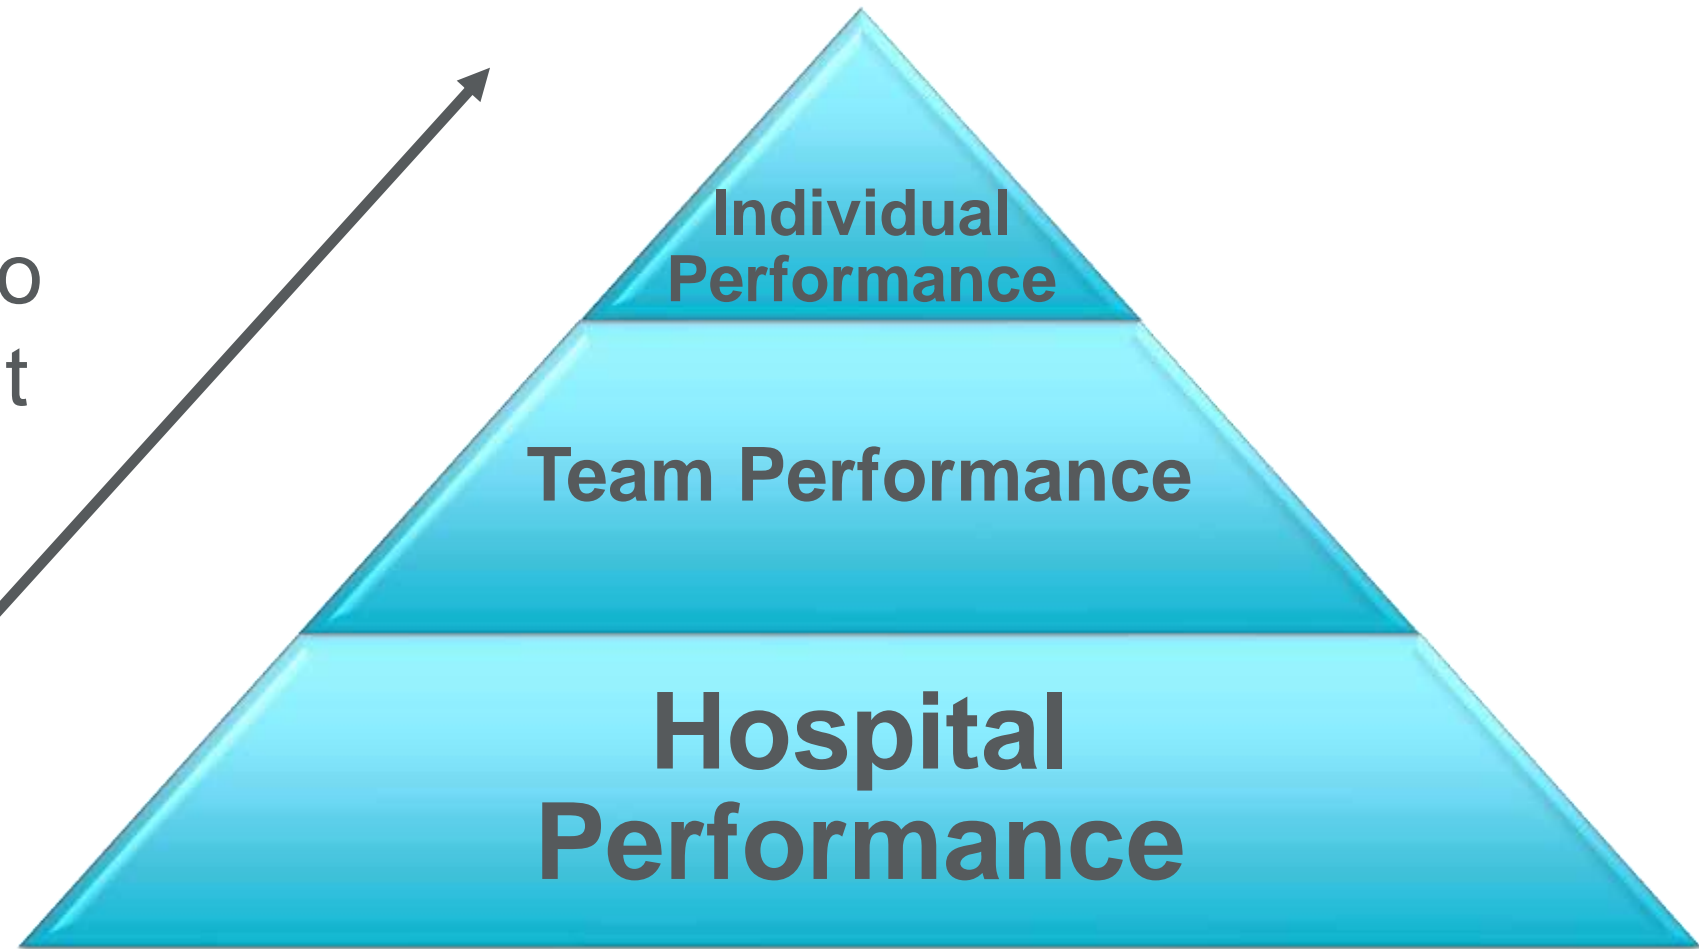 Individual
Performance
o
t
Team Performance
Hospital
Performance